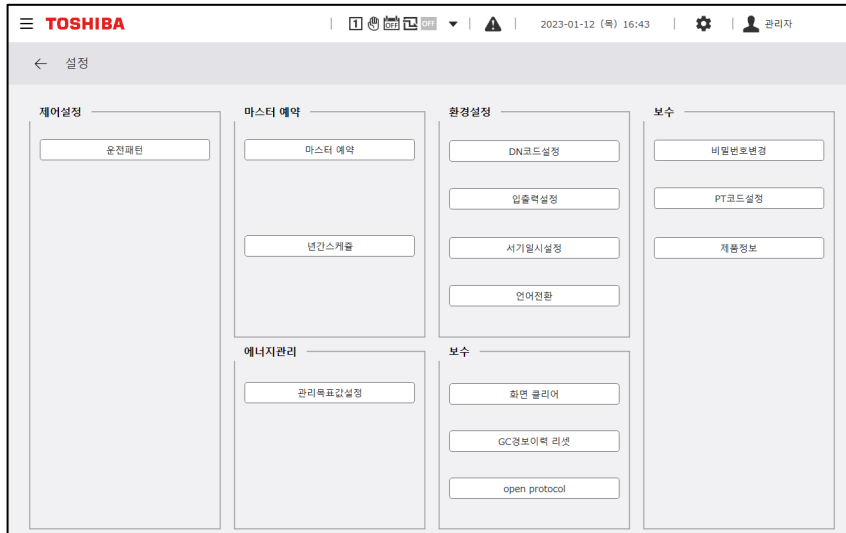 TOSHIBA
1 OFF OFF 2023-01-12 (목) 16:43 관리자
← 설정
제어설정
운전패턴
마스터 예약
마스터 예약
년간스케쥴
에너지관리
관리목표값설정
환경설정
DN코드설정
입출력설정
서기일시설정
언어전환
보수
화면 클리어
GC경보이력 리셋
open protocol
보수
비밀번호변경
PT코드설정
제품정보